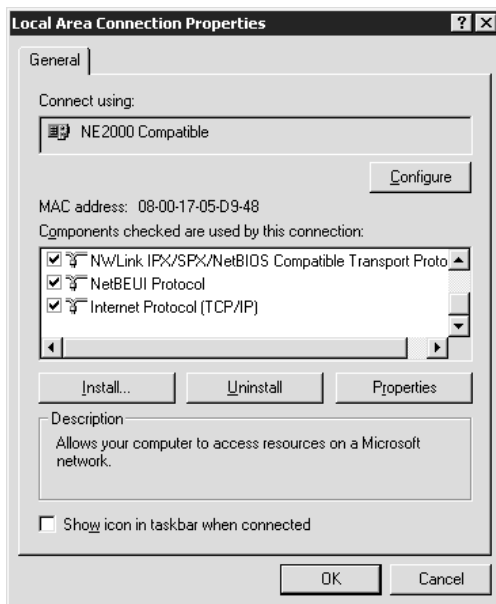 Local Area Connection Properties
General
Connect using:
NE2000 Compatible
Configure
MAC address: 08-00-17-05-D9-48
Components checked are used by this connection:
NWLink IPX/SPX/NetBIOS Compatible Transport Proto
NetBEUI Protocol
Internet Protocol (TCP/IP)
Install... Uninstall Properties
Description
Allows your computer to access resources on a Microsoft
network.
Show icon in taskbar when connected
OK Cancel